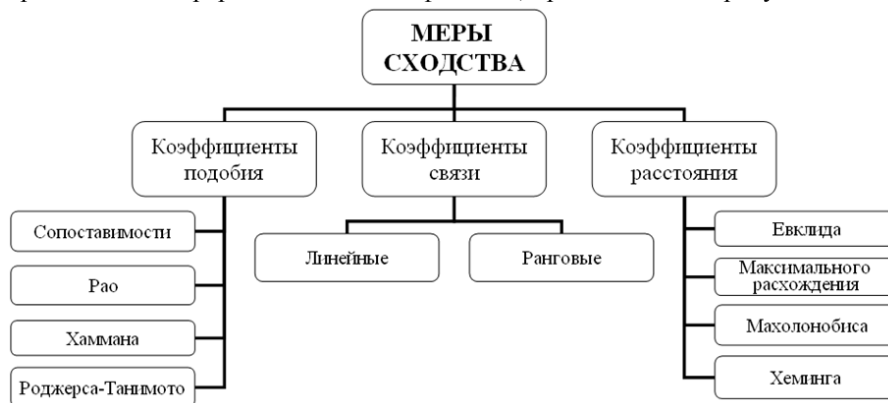 МЕРЫ
СХОДСТВА
Коэффициенты
подобия
Коэффициенты
связи
Коэффициенты
расстояния
Сопоставимости
Рао
Хаммана
Роджерса-Танимото
Линейные
Ранговые
Евклида
Максимального
расхождения
Махолонобиса
Хеминга